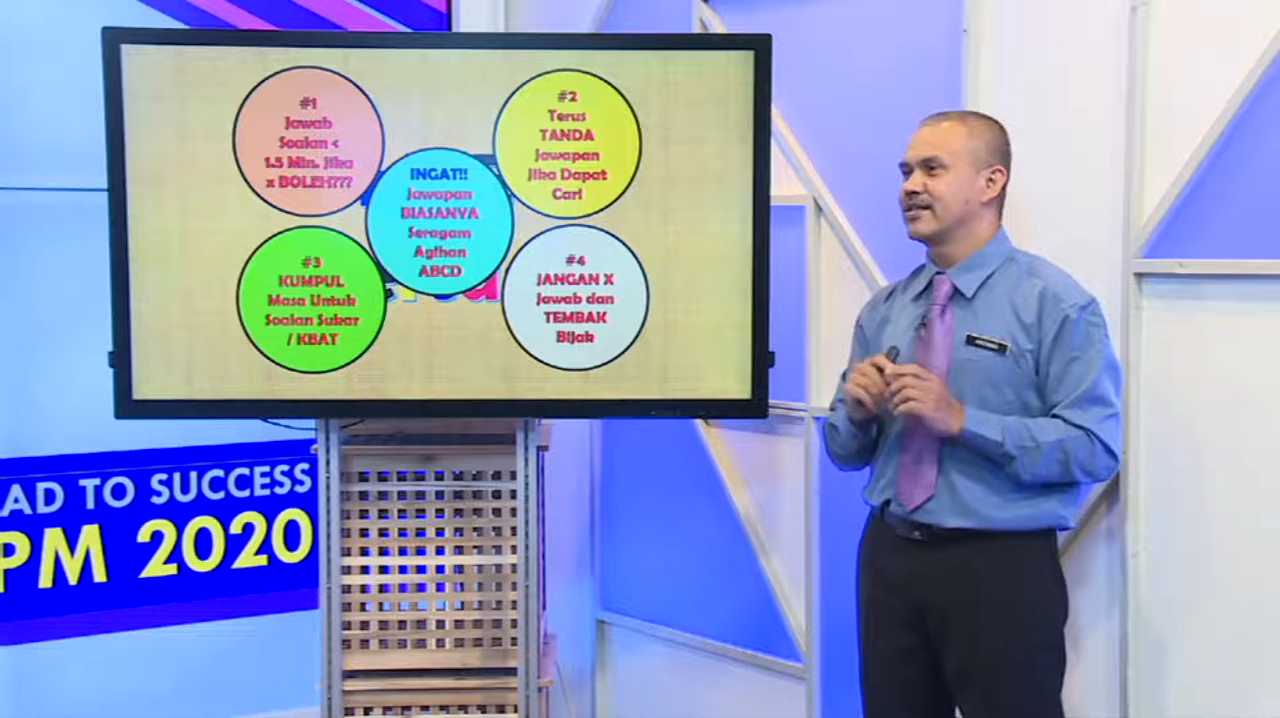 #1
Jawab
Soalan <
1.5 Min. Jika
x BOLEH???
#2
Terus
TANDA
Jawapan
Jika Dapat
Cari
INGAT!!
Jawapan
BIASANYA
Seragam
Agihan
ABCD
#3
KUMPUL
Masa Untuk
Soalan Sukar
/ KBAT
#4
JANGAN X
Jawab dan
TEMBAK
Bijak
AD TO SUCCESS
PM 2020